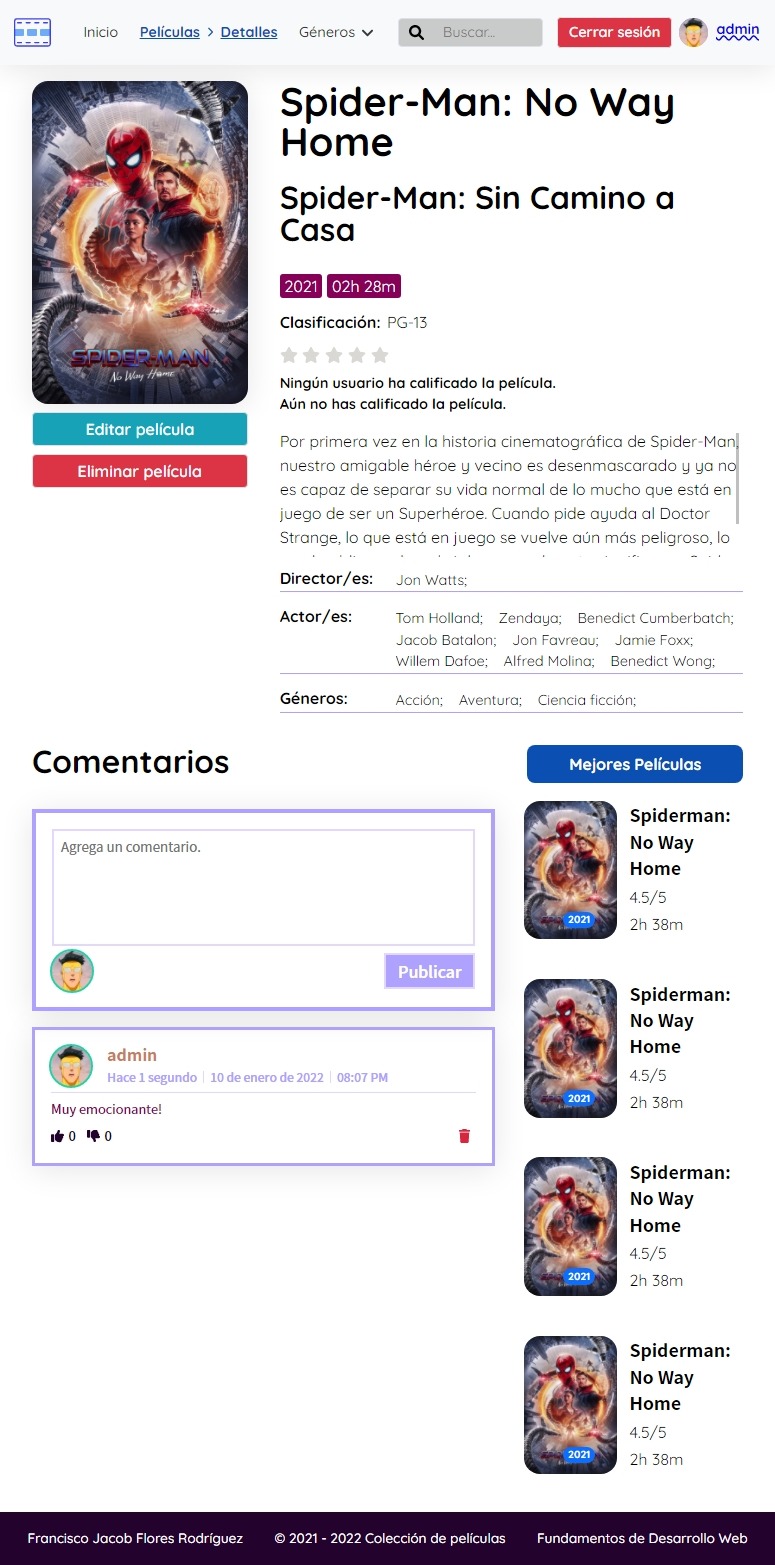 Inicio Películas > Detalles Géneros Buscar... Cerrar sesión admin
SPIDER-MAN
No Way Home
Editar película
Eliminar película
Spider-Man: No Way
Home
Spider-Man: Sin Camino a
Casa
2021 02h 28m
Clasificación: PG-13
Ningún usuario ha calificado la película.
Aún no has calificado la película.
Por primera vez en la historia cinematográfica de Spider-Man,
nuestro amigable héroe y vecino es desenmascarado y ya no
es capaz de separar su vida normal de lo mucho que está en
juego de ser un Superhéroe. Cuando pide ayuda al Doctor
Strange, lo que está en juego se vuelve aún más peligroso, lo
Director/es: Jon Watts;
Actor/es: Tom Holland; Zendaya; Benedict Cumberbatch;
Jacob Batalon; Jon Favreau; Jamie Foxx;
Willem Dafoe; Alfred Molina; Benedict Wong;
Géneros: Acción; Aventura; Ciencia ficción;
Comentarios
Agrega un comentario.
Publicar
admin
Hace 1 segundo | 10 de enero de 2022 | 08:07 PM
Muy emocionante!
0 0
Mejores Películas
2021
Spiderman:
No Way
Home
4.5/5
2h 38m
2021
Spiderman:
No Way
Home
4.5/5
2h 38m
2021
Spiderman:
No Way
Home
4.5/5
2h 38m
2021
Spiderman:
No Way
Home
4.5/5
2h 38m
Francisco Jacob Flores Rodríguez © 2021 - 2022 Colección de películas Fundamentos de Desarrollo Web